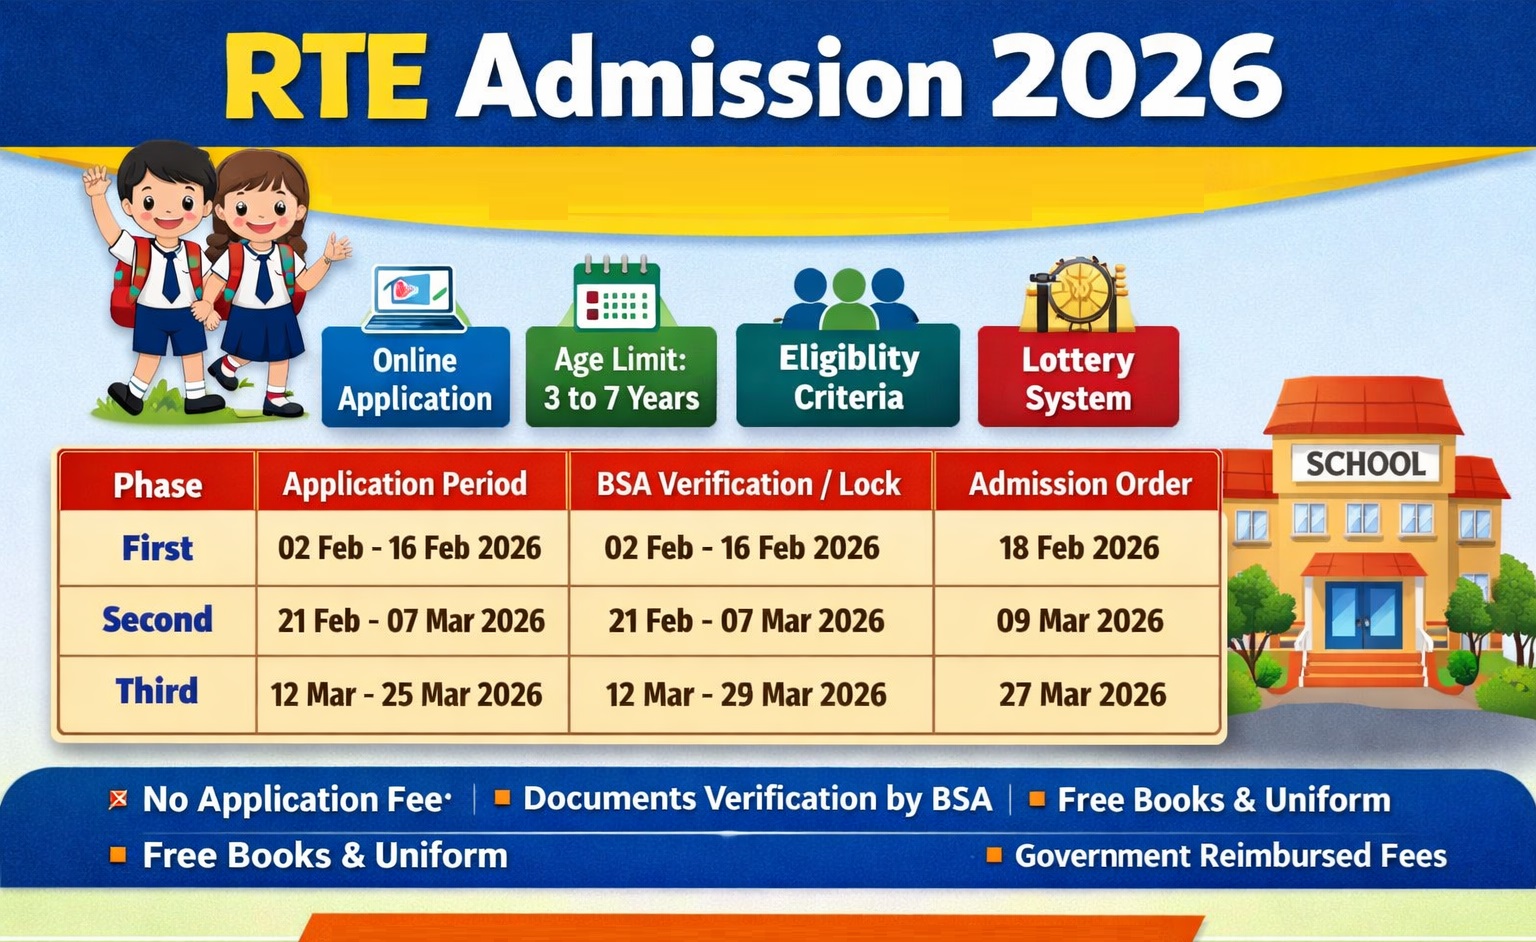 RTE Admission 2026
Online
Application
Age Limit:
3 to 7 Years
Eligiblity
Criteria
Lottery
System
SCHOOL
Phase Application Period BSA Verification / Lock Admission Order
First 02 Feb - 16 Feb 2026 02 Feb - 16 Feb 2026 18 Feb 2026
Second 21 Feb - 07 Mar 2026 21 Feb - 07 Mar 2026 09 Mar 2026
Third 12 Mar - 25 Mar 2026 12 Mar - 29 Mar 2026 27 Mar 2026
No Application Fee· | Documents Verification by BSA | Free Books & Uniform
Free Books & Uniform Government Reimbursed Fees